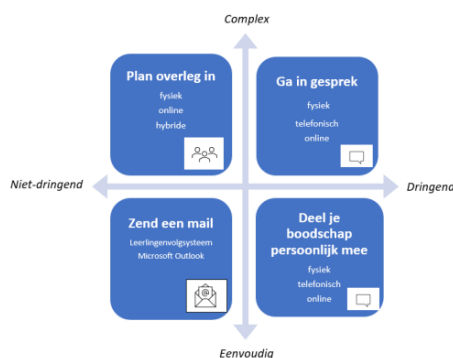 Complex
Plan overleg in
fysiek
online
hybride
Ga in gesprek
fysiek
telefonisch
online
Niet-dringend
Dringend
Zend een mail
Leerlingenvolgsysteem
Microsoft Outlook
Deel je
boodschap
persoonlijk mee
fysiek
telefonisch
online
Eenvoudig